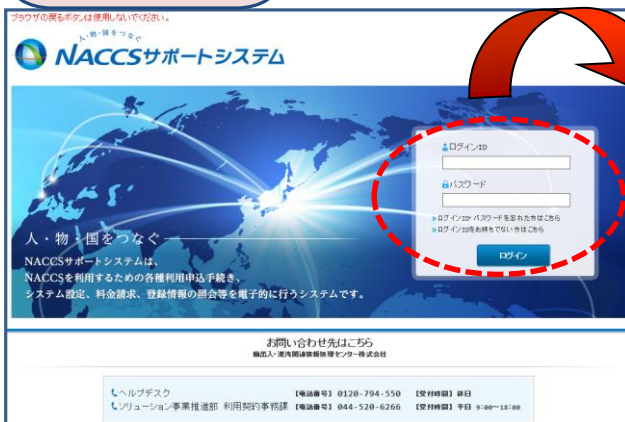 ブラウザの戻るボタンは使用しないでください。
人・物・国をつなぐ
NACCSサポートシステム
ログインID
パスワード
≫ログインID・パスワードを忘れた方はこちら
≫ログインIDをお持ちでない方はこちら
ログイン
人・物・国をつなぐ
NACCSサポートシステムは、
NACCSを利用するための各種利用申込手続き、
システム設定、料金請求、登録情報の照会等を電子的に行うシステムです。
お問い合わせ先はこちら
輸出入・港湾関連情報処理センター株式会社
ヘルプデスク 【電話番号】 0120-794-550 【受付時間】 終日
ソリューション事業推進部 利用契約事務課 【電話番号】 044-520-6266 【受付時間】 平日 9:00～18:00